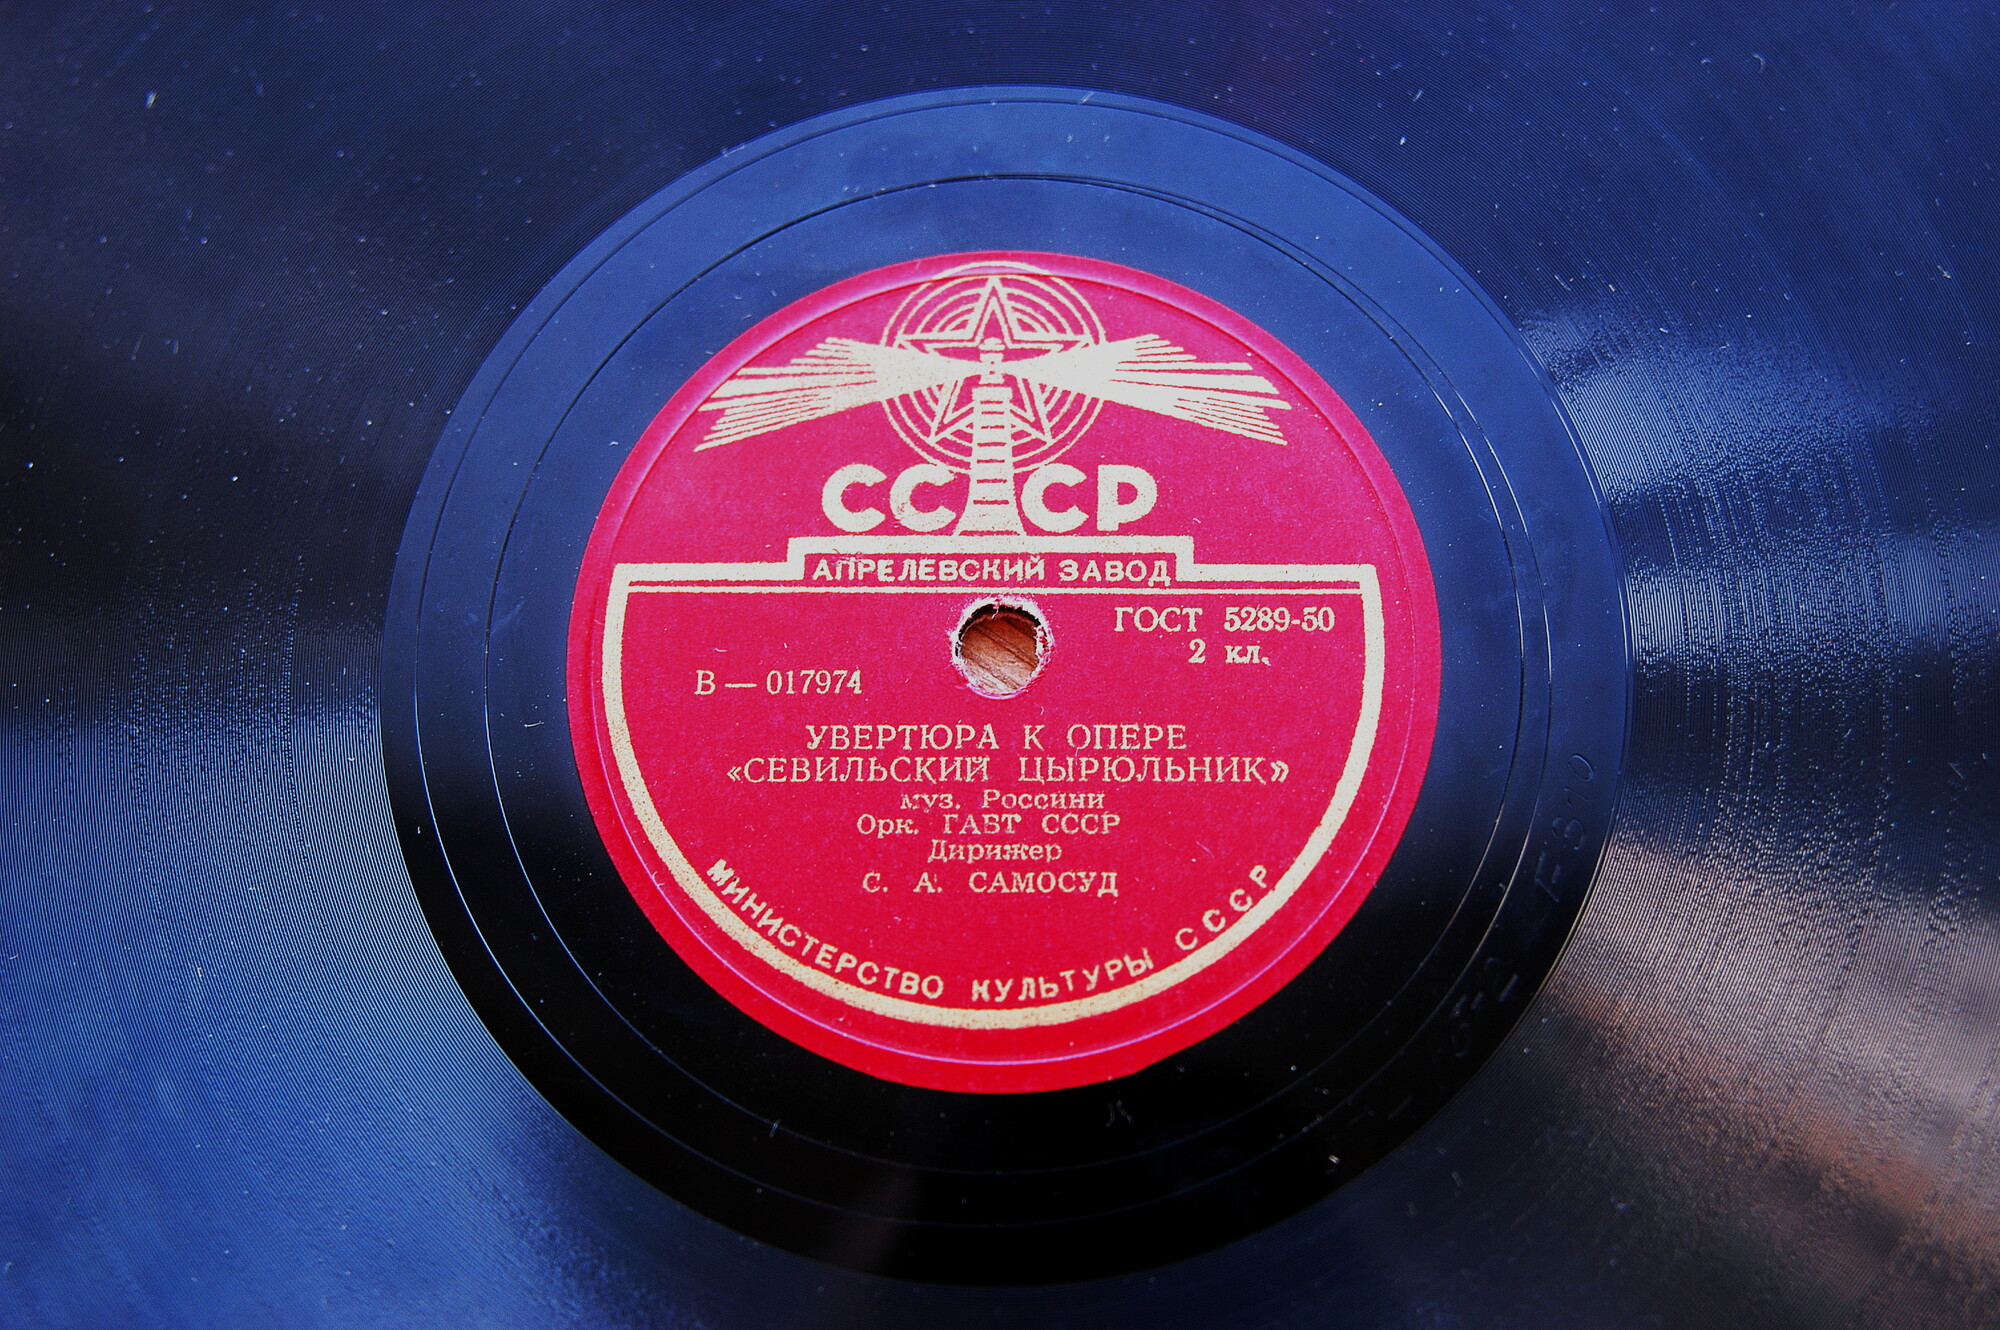 СССР
АПРЕЛЕВСКИЙ ЗАВОД
ГОСТ 5289-50
2 кл.
В — 017974
УВЕРТЮРА К ОПЕРЕ
«СЕВИЛЬСКИЙ ЦЫРЮЛЬНИК»
муз. Россини
Орк. ГАБТ СССР
Дирижер
С. А. САМОСУД
МИНИСТЕРСТВО КУЛЬТУРЫ СССР